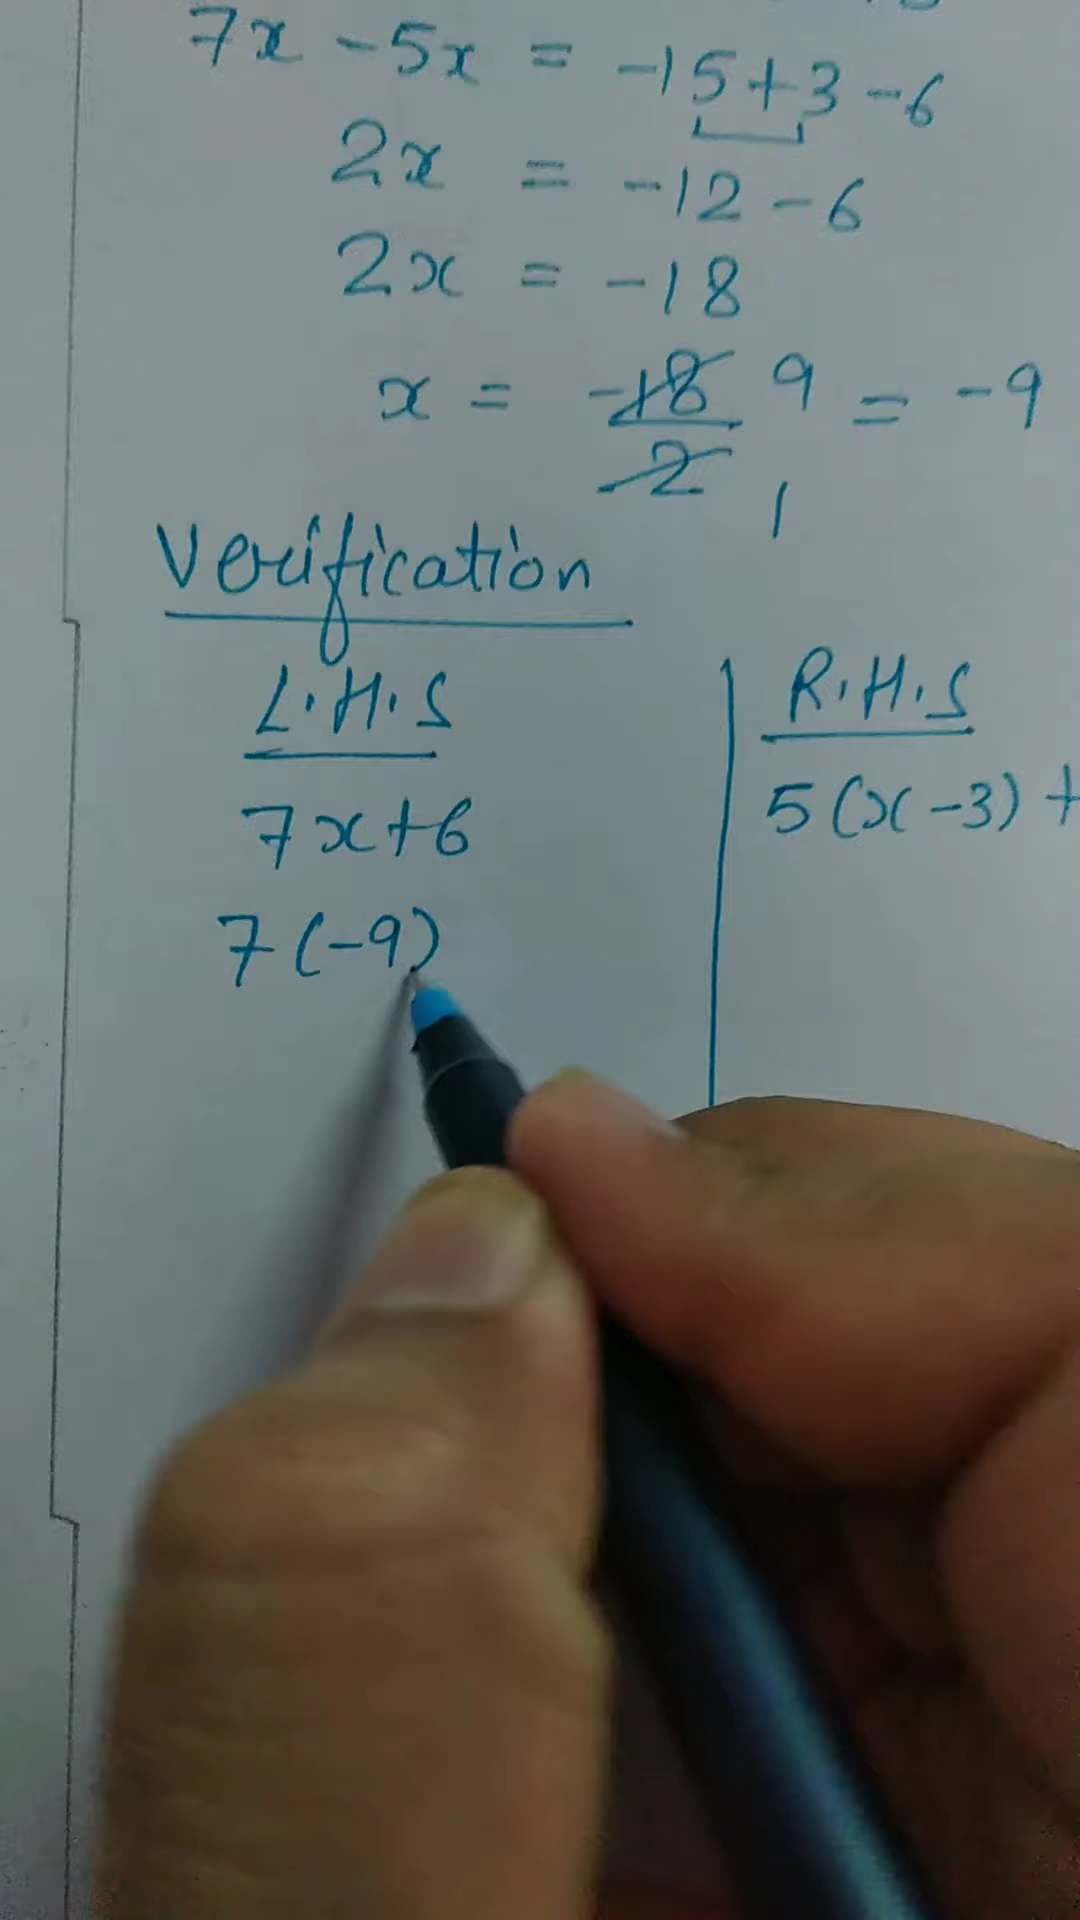 7x - 5x = -15+3 -6
2x = -12 - 6
2x = -18
x = -18/2 9/1 = -9
Verification
L.H.S
R.H.S
7x+6
5(x-3) +
7(-9)